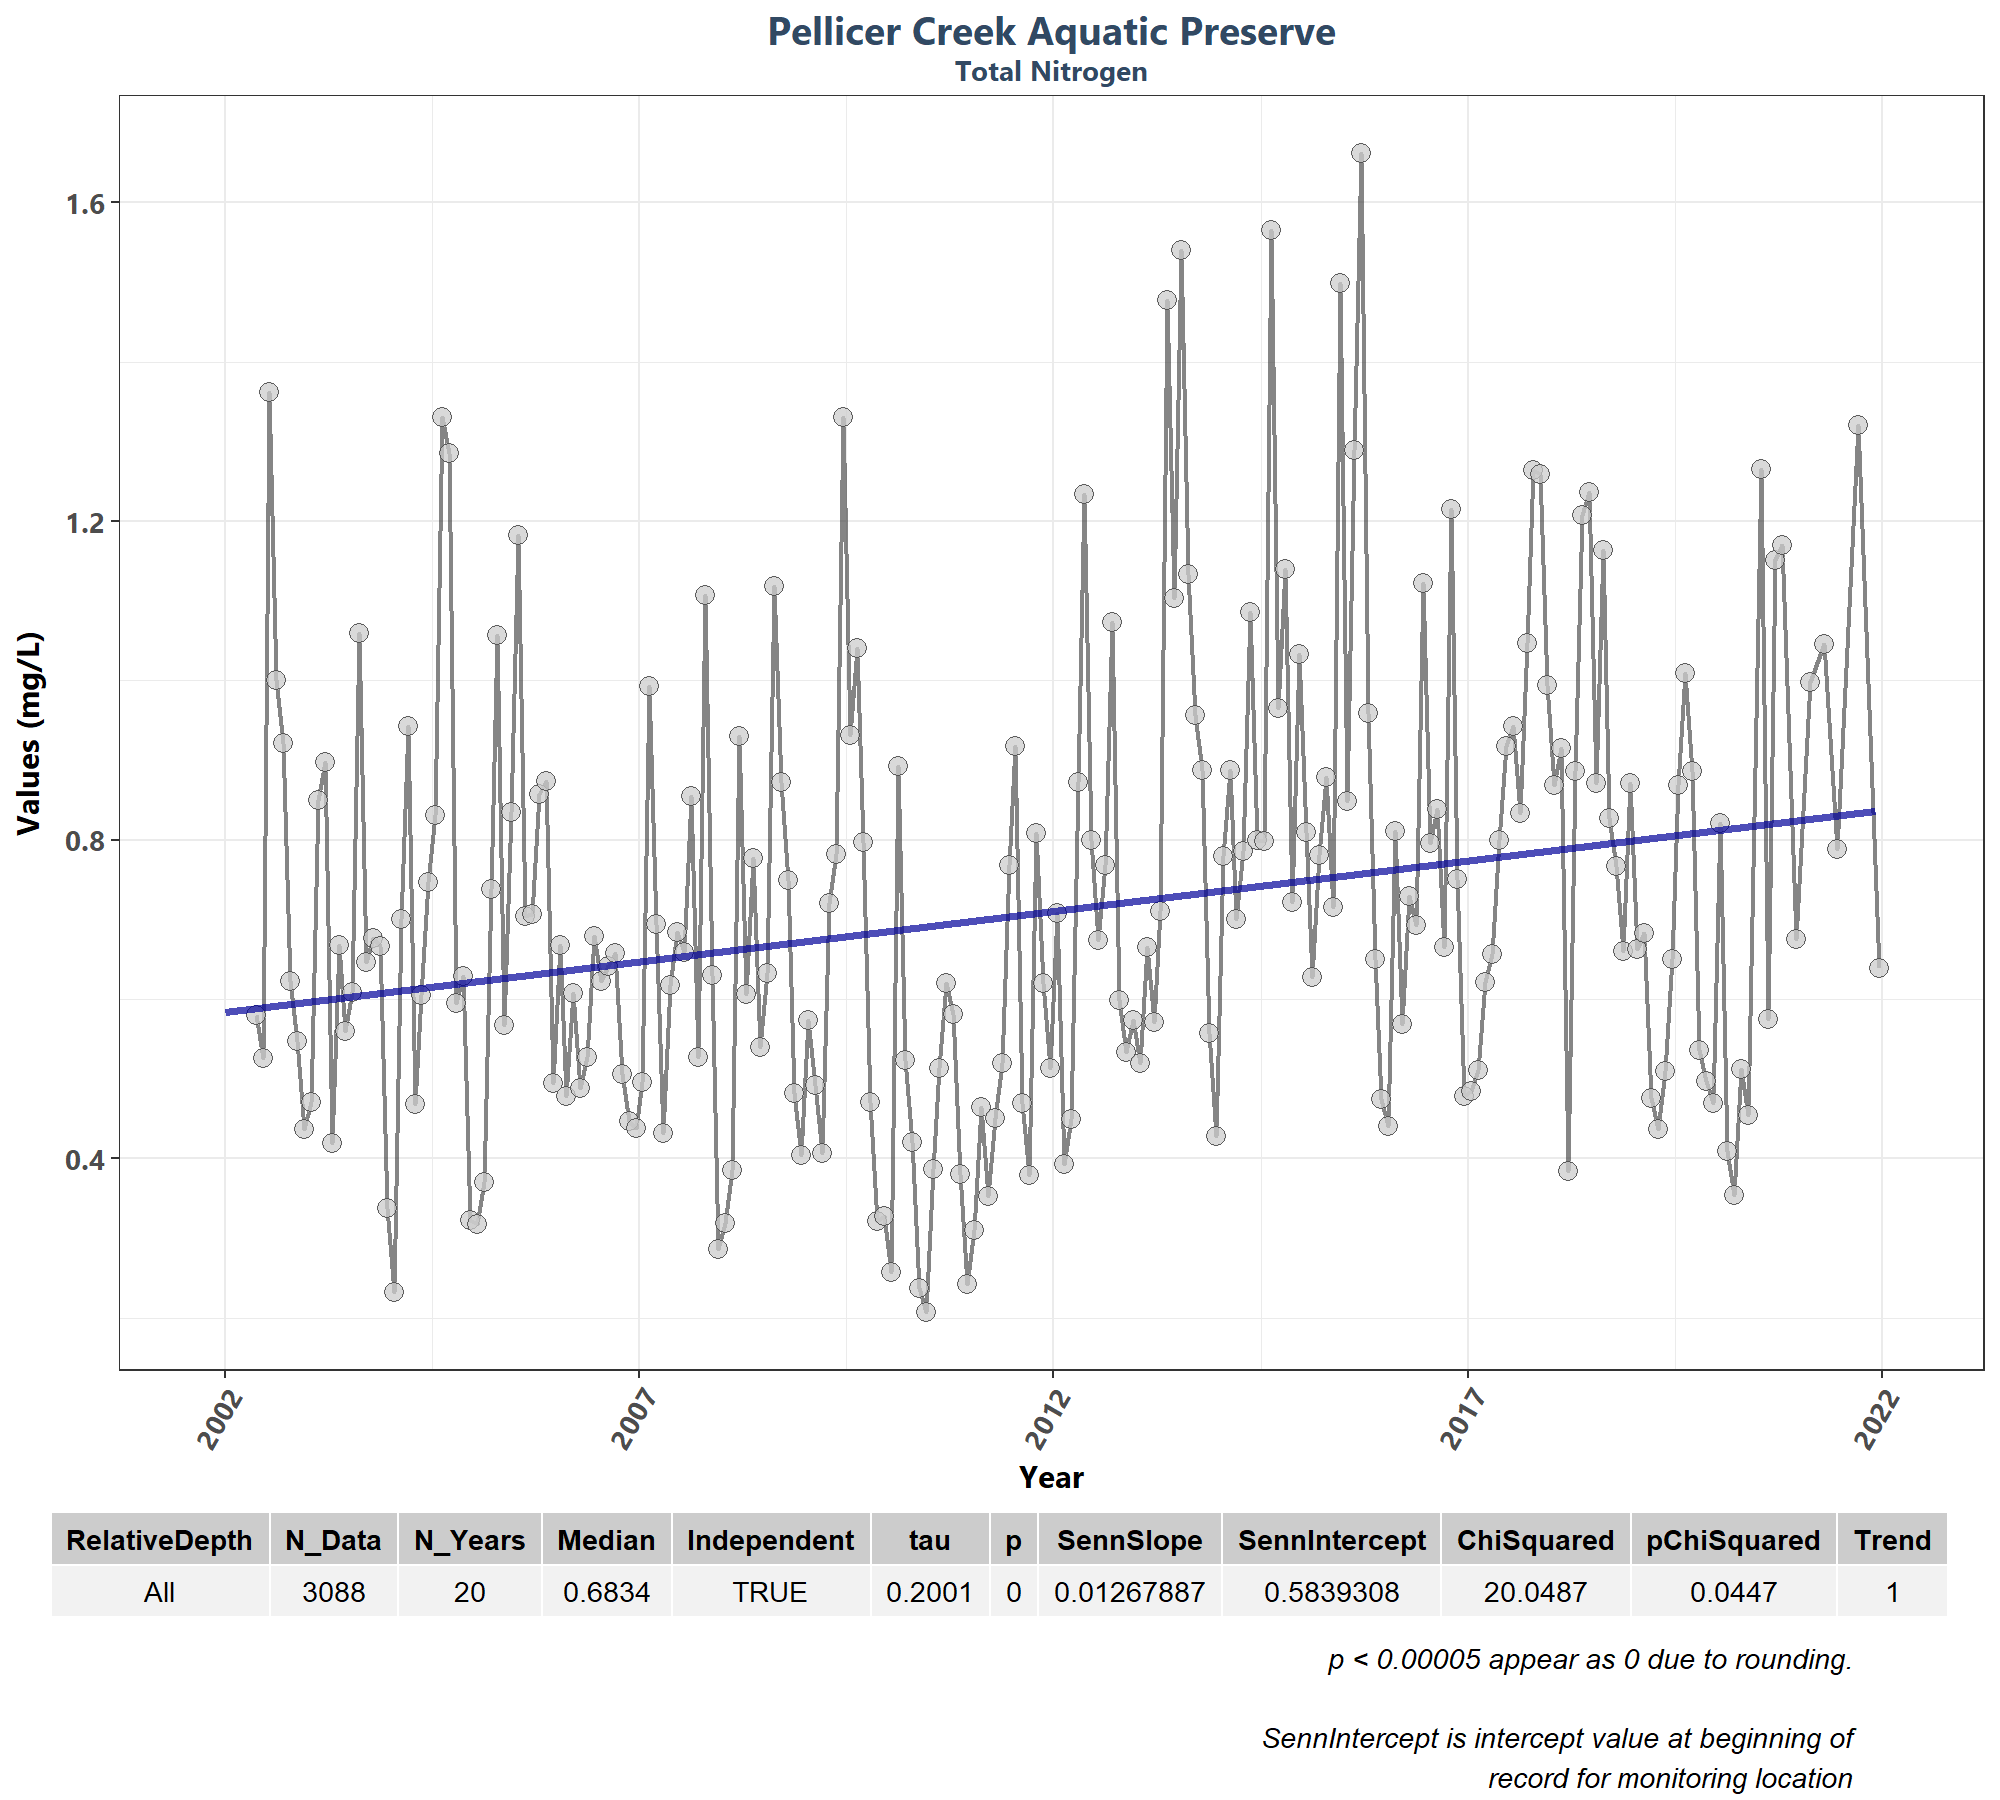 Pellicer Creek Aquatic Preserve
Total Nitrogen
Values (mg/L)
1.6
1.2
0.8
0.4
2002 2007 2012 2017 2022
Year
RelativeDepth N_Data N_Years Median Independent tau p SennSlope SennIntercept ChiSquared pChiSquared Trend
All 3088 20 0.6834 TRUE 0.2001 0 0.01267887 0.5839308 20.0487 0.0447 1
p < 0.00005 appear as 0 due to rounding.
SennIntercept is intercept value at beginning of
record for monitoring location